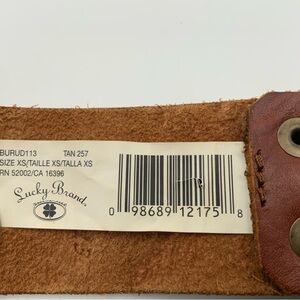 BURUD113 TAN 257
SIZE XS/TAILLE XS/TALLA XS
RN 52002/CA 16396
Lucky Brand
0 98689 12175 8